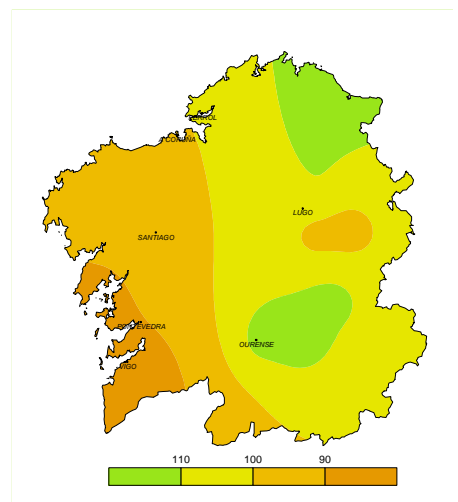 FERROL
A CORUÑA
LUGO
SANTIAGO
PONTEVEDRA
OURENSE
VIGO
110 100 90